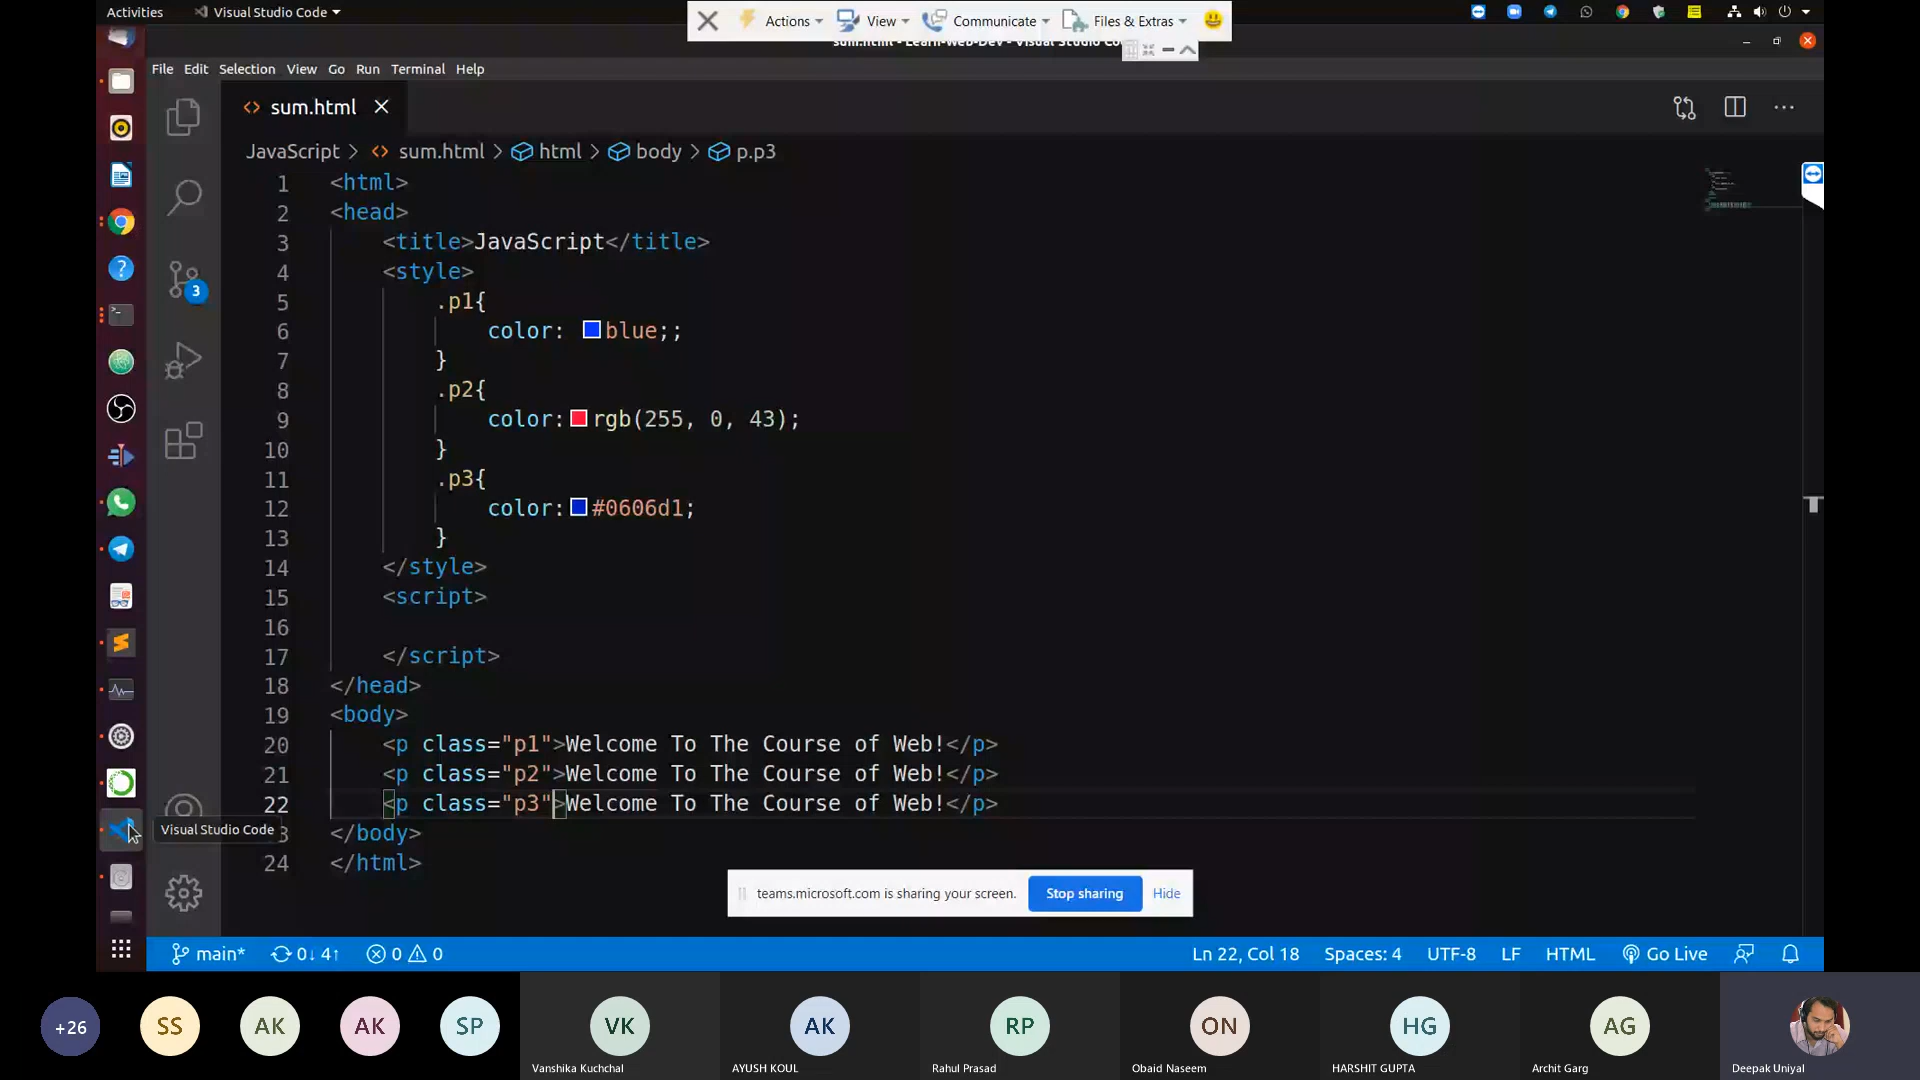 Activities
Visual Studio Code
Actions
View
Communicate
Files & Extras
File Edit Selection View Go Run Terminal Help
sum.html
JavaScript > sum.html > html > body > p.p3
1 <html>
2 <head>
3 <title>JavaScript</title>
4 <style>
5 .p1{
6 color: blue;;
7 }
8 .p2{
9 color: rgb(255, 0, 43);
10 }
11 .p3{
12 color: #0606d1;
13 }
14 </style>
15 <script>
16
17 </script>
18 </head>
19 <body>
20 <p class="p1">Welcome To The Course of Web!</p>
21 <p class="p2">Welcome To The Course of Web!</p>
22 <p class="p3">Welcome To The Course of Web!</p>
3 </body>
24 </html>
3
Visual Studio Code
teams.microsoft.com is sharing your screen. Stop sharing Hide
main* 0↓ 4↑ 0 0 Ln 22, Col 18 Spaces: 4 UTF-8 LF HTML Go Live
+26 SS AK AK SP VK AK RP ON HG AG
Vanshika Kuchchal AYUSH KOUL Rahul Prasad Obaid Naseem HARSHIT GUPTA Archit Garg Deepak Uniyal